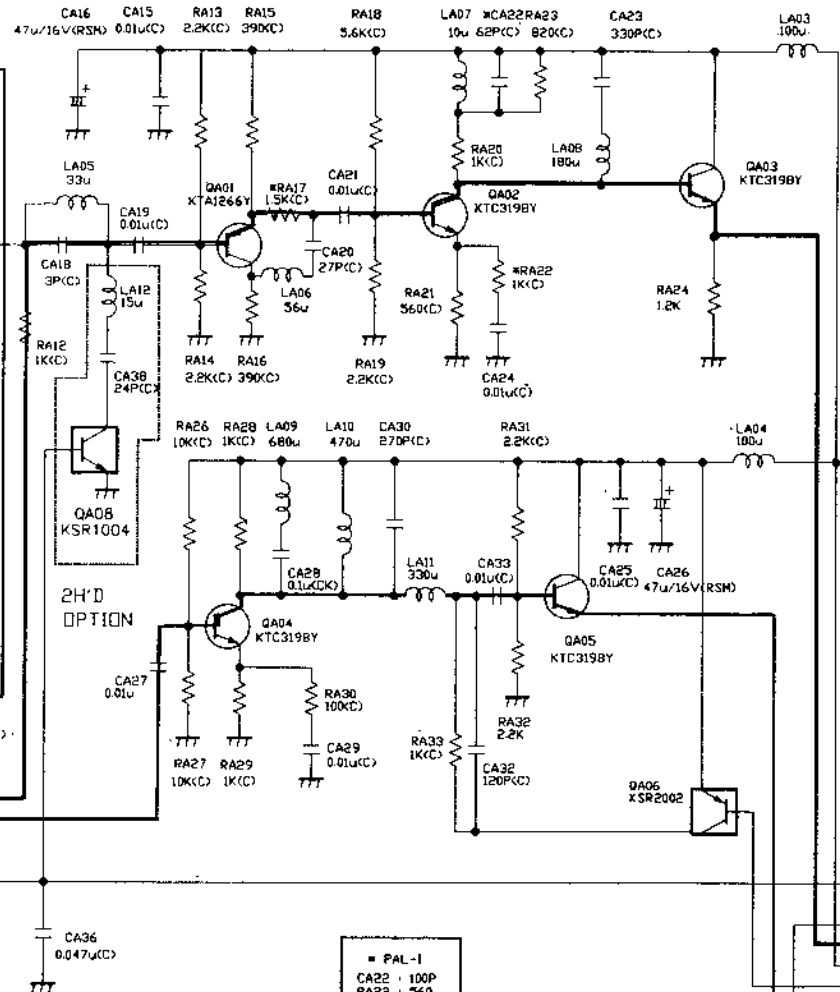 CA16 CA15 RA13 RA15 RA18 LA07 *CA22 RA23 CA23 LA03
47u/16V(RSM) 0.01u(C) 2.2K(C) 390(C) 5.6K(C) 10u 62P(C) 820(C) 330P(C) 100u
LA05
33u
RA20
1K(C)
LA08
180u
QA03
KTC3198Y
QA01
KTA1266Y
*RA17
1.5K(C)
CA21
0.01u(C)
QA02
KTC3198Y
CA19
0.01u(C)
CA18
3P(C)
CA20
27P(C)
LA12
15u
LA06
56u
RA21
560(C)
*RA22
1K(C)
RA24
1.2K
RA12
1K(C)
RA14
2.2K(C)
RA16
390(C)
RA19
2.2K(C)
CA24
0.01u(C)
CA38
24P(C)
RA26 RA28 LA09 LA10 CA30 RA31 LA04
10K(C) 1K(C) 680u 470u 270P(C) 2.2K(C) 100u
QA08
KSR1004
2H'D
OPTION
CA28
0.1u(CK)
LA11
330u
CA33
0.01u(C)
CA25
0.01u(C)
CA26
47u/16V(RSM)
QA04
KTC3198Y
QA05
KTC3198Y
CA27
0.01u
RA30
100(C)
CA29
0.01u(C)
RA27
10K(C)
RA29
1K(C)
RA32
2.2K
RA33
1K(C)
CA32
120P(C)
QA06
KSR2002
CA36
0.047u(C)
* PAL-I
CA22 : 100P
RA23 : 560